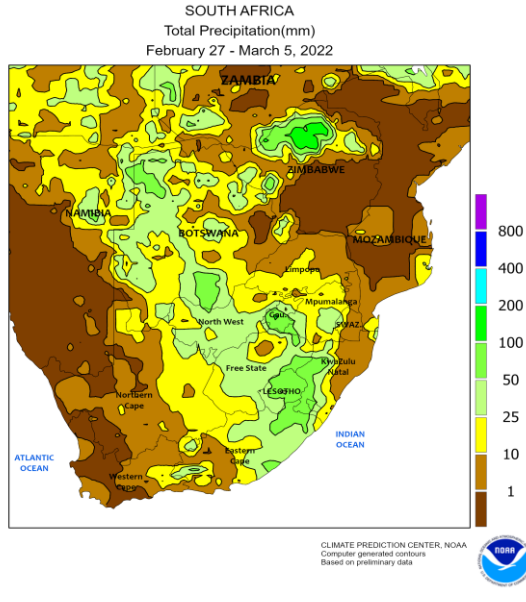 SOUTH AFRICA
Total Precipitation(mm)
February 27 - March 5, 2022
ZAMBIA
ZIMBABWE
NAMIBIA
BOTSWANA
MOZAMBIQUE
Limpopo
Mpumalanga
Gau.
North West
SWAZ.
Free State
KwaZulu
Natal
LESOTHO
Northern
Cape
INDIAN
OCEAN
Eastern
Cape
ATLANTIC
OCEAN
Western
Cape
800
400
200
100
50
25
10
1
CLIMATE PREDICTION CENTER, NOAA
Computer generated contours
Based on preliminary data
NOAA